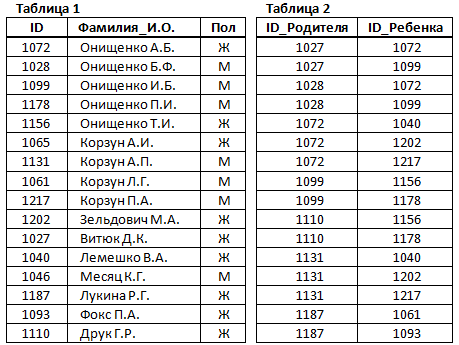 Таблица 1 Таблица 2
ID Фамилия_И.О. Пол ID_Родителя ID_Ребенка
1072 Онищенко А.Б. Ж 1027 1072
1028 Онищенко Б.Ф. М 1027 1099
1099 Онищенко И.Б. М 1028 1072
1178 Онищенко П.И. М 1028 1099
1156 Онищенко Т.И. Ж 1072 1040
1065 Корзун А.И. Ж 1072 1202
1131 Корзун А.П. М 1072 1217
1061 Корзун Л.Г. М 1099 1156
1217 Корзун П.А. М 1099 1178
1202 Зельдович М.А. Ж 1110 1156
1027 Витюк Д.К. Ж 1110 1178
1040 Лемешко В.А. Ж 1131 1040
1046 Месяц К.Г. М 1131 1202
1187 Лукина Р.Г. Ж 1131 1217
1093 Фокс П.А. Ж 1187 1061
1110 Друк Г.Р. Ж 1187 1093